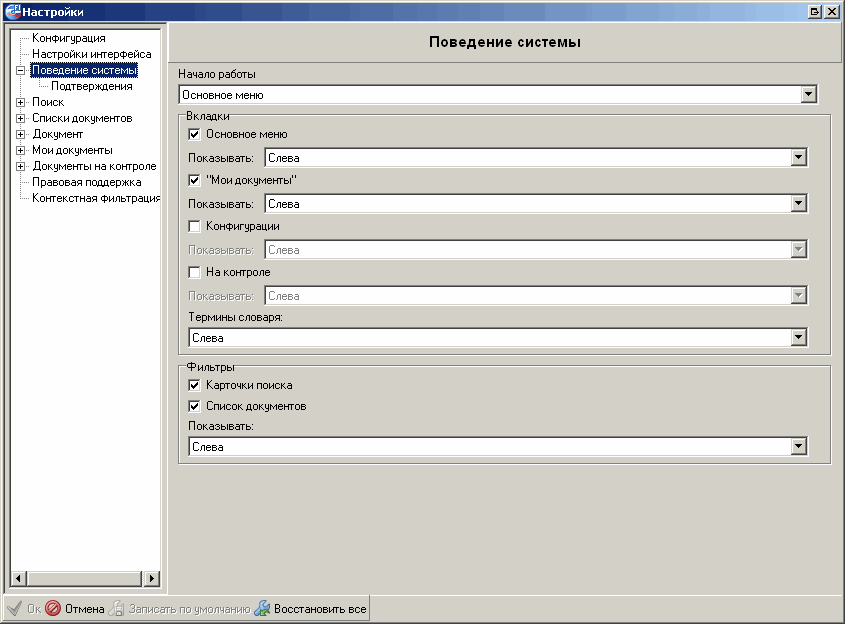 Настройки
Конфигурация
Настройки интерфейса
Поведение системы
Подтверждения
Поиск
Списки документов
Документ
Мои документы
Документы на контроле
Правовая поддержка
Контекстная фильтрация
Поведение системы
Начало работы
Основное меню
Вкладки
Основное меню
Показывать: Слева
"Мои документы"
Показывать: Слева
Конфигурации
Показывать: Слева
На контроле
Показывать: Слева
Термины словаря:
Слева
Фильтры
Карточки поиска
Список документов
Показывать:
Слева
Ок Отмена Записать по умолчанию Восстановить все